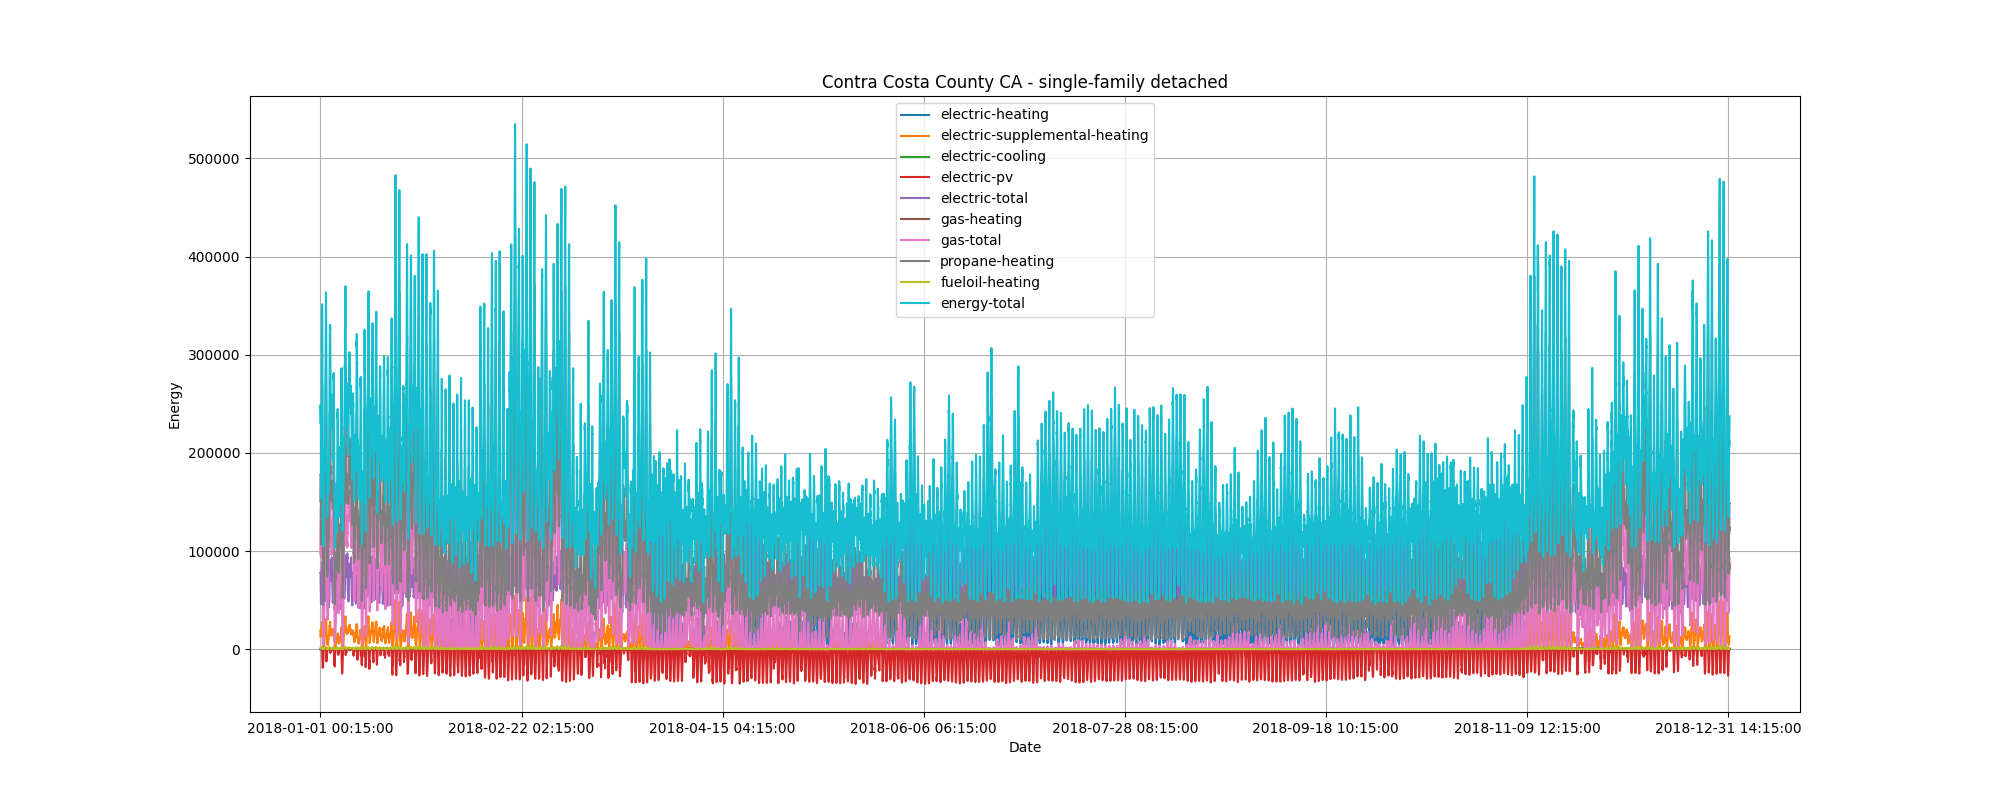 Contra Costa County CA - single-family detached
electric-heating
electric-supplemental-heating
electric-cooling
electric-pv
electric-total
gas-heating
gas-total
propane-heating
fueloil-heating
energy-total
500000
400000
300000
200000
100000
0
Energy
2018-01-01 00:15:00 2018-02-22 02:15:00 2018-04-15 04:15:00 2018-06-06 06:15:00 2018-07-28 08:15:00 2018-09-18 10:15:00 2018-11-09 12:15:00 2018-12-31 14:15:00
Date